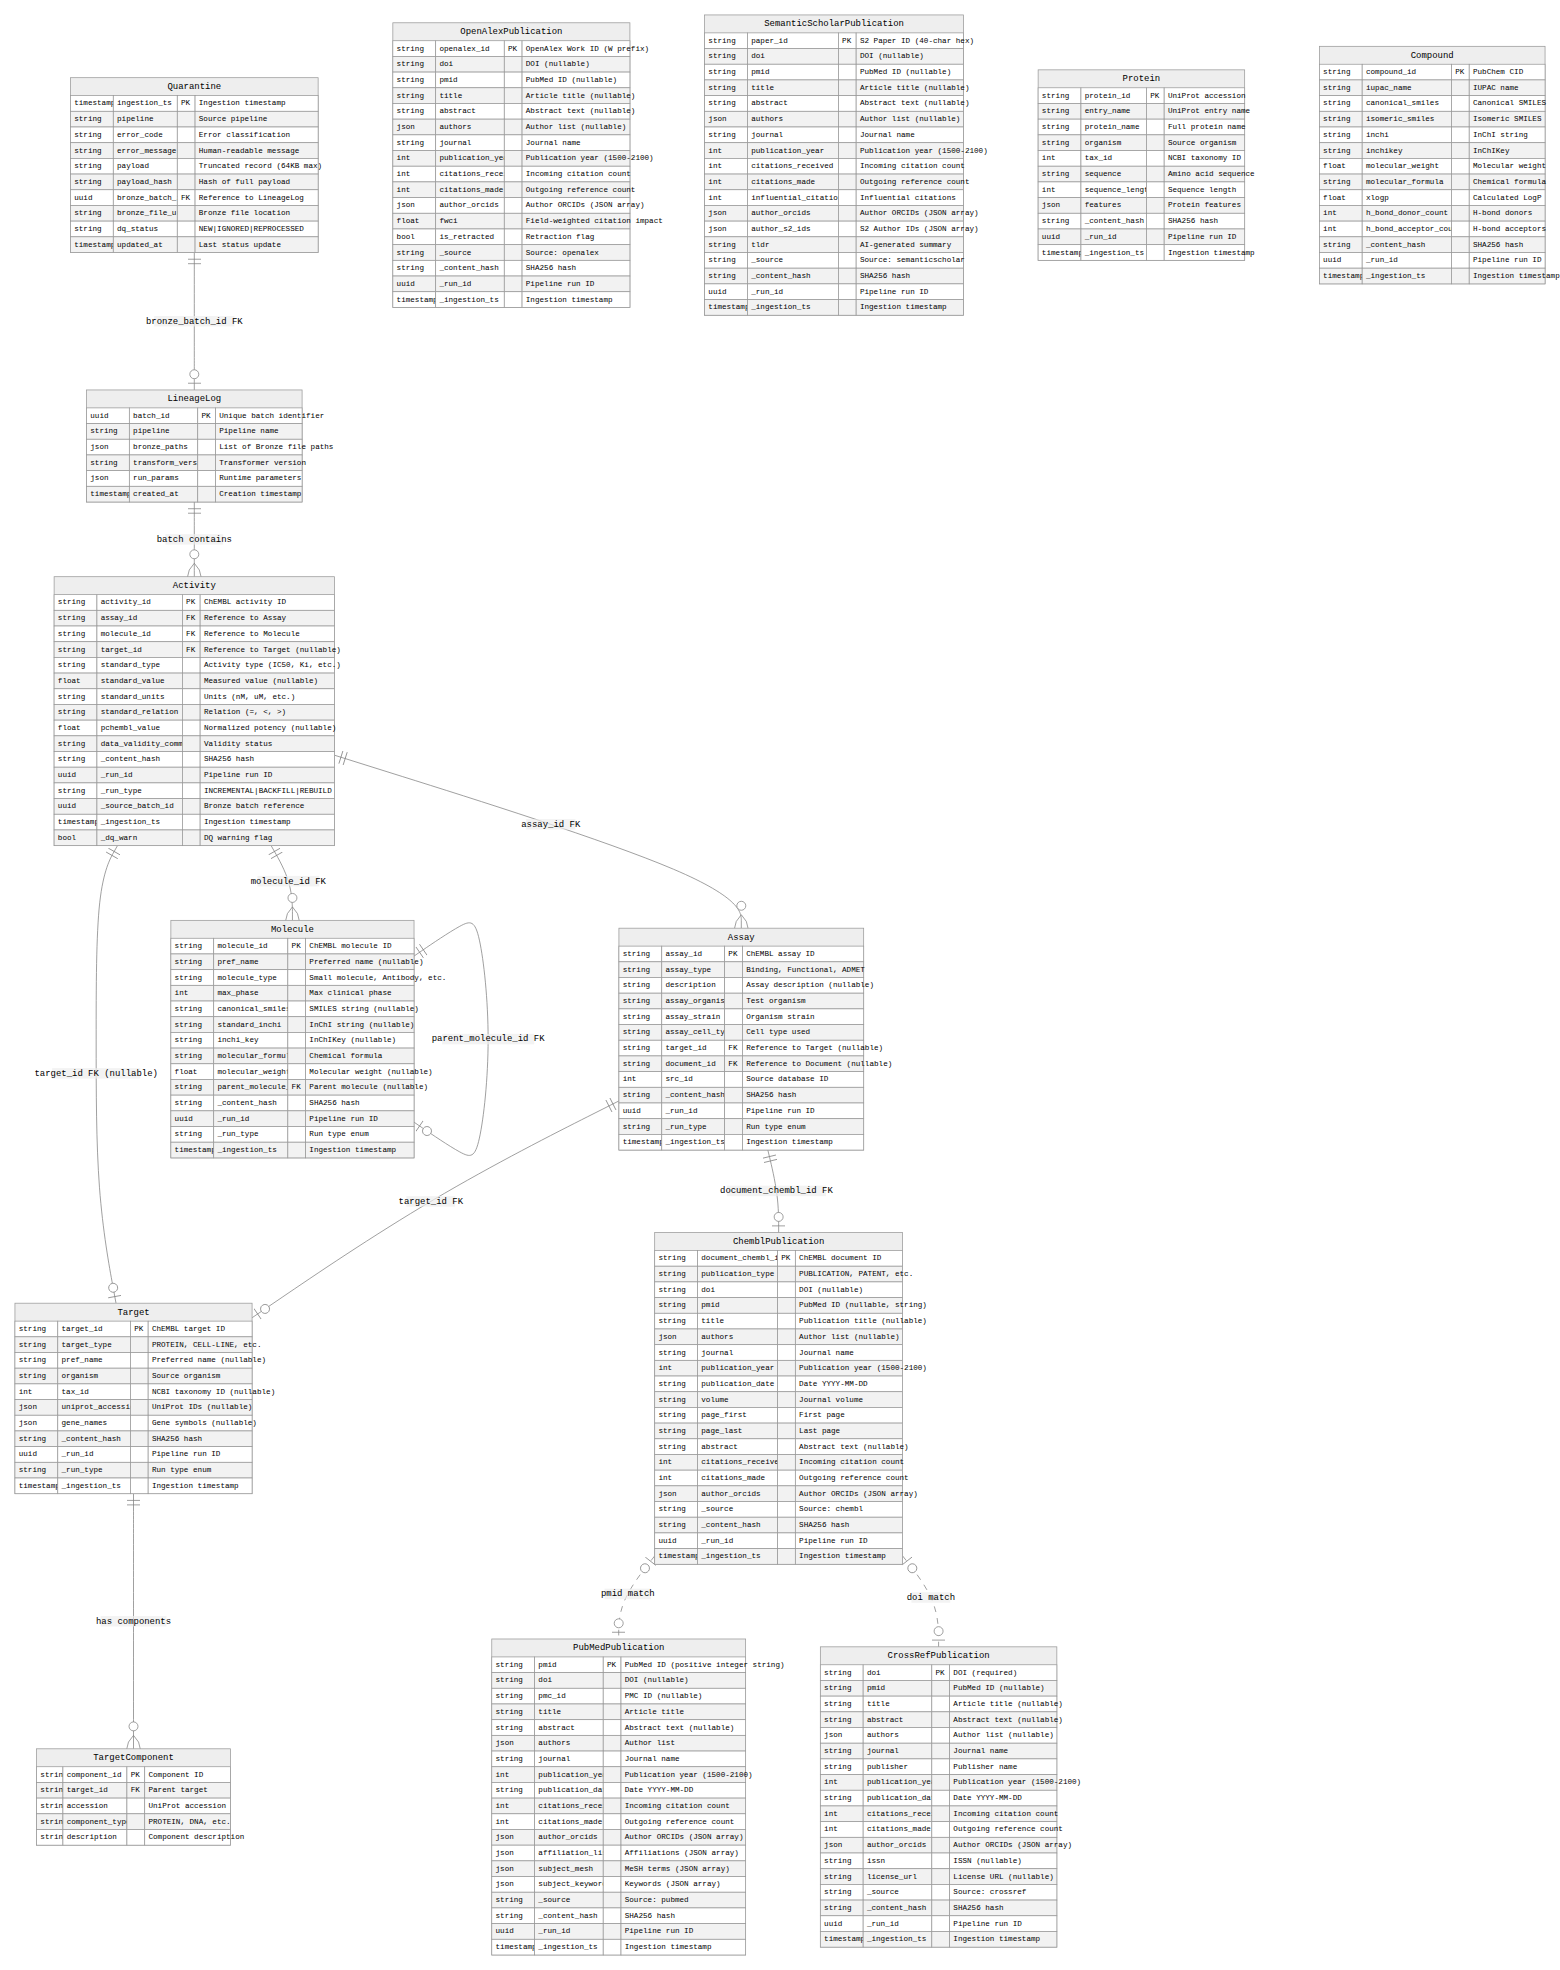 Quarantine
timestamp ingestion_ts PK Ingestion timestamp
string pipeline Source pipeline
string error_code Error classification
string error_message Human-readable message
string payload Truncated record (64KB max)
string payload_hash Hash of full payload
uuid bronze_batch_ FK Reference to LineageLog
string bronze_file_u Bronze file location
string dq_status NEW|IGNORED|REPROCESSED
timestamp updated_at Last status update
OpenAlexPublication
string openalex_id PK OpenAlex Work ID (W prefix)
string doi DOI (nullable)
string pmid PubMed ID (nullable)
string title Article title (nullable)
string abstract Abstract text (nullable)
json authors Author list (nullable)
string journal Journal name
int publication_yea Publication year (1500-2100)
int citations_rece Incoming citation count
int citations_made Outgoing reference count
json author_orcids Author ORCIDs (JSON array)
float fwci Field-weighted citation impact
bool is_retracted Retraction flag
string _source Source: openalex
string _content_hash SHA256 hash
uuid _run_id Pipeline run ID
timestamp _ingestion_ts Ingestion timestamp
SemanticScholarPublication
string paper_id PK S2 Paper ID (40-char hex)
string doi DOI (nullable)
string pmid PubMed ID (nullable)
string title Article title (nullable)
string abstract Abstract text (nullable)
json authors Author list (nullable)
string journal Journal name
int publication_year Publication year (1500-2100)
int citations_received Incoming citation count
int citations_made Outgoing reference count
int influential_citatio Influential citations
json author_orcids Author ORCIDs (JSON array)
json author_s2_ids S2 Author IDs (JSON array)
string tldr AI-generated summary
string _source Source: semanticscholar
string _content_hash SHA256 hash
uuid _run_id Pipeline run ID
timestamp _ingestion_ts Ingestion timestamp
Protein
string protein_id PK UniProt accession
string entry_name UniProt entry name
string protein_name Full protein name
string organism Source organism
int tax_id NCBI taxonomy ID
string sequence Amino acid sequence
int sequence_lengt Sequence length
json features Protein features
string _content_hash SHA256 hash
uuid _run_id Pipeline run ID
timestamp _ingestion_ts Ingestion timestamp
Compound
string compound_id PK PubChem CID
string iupac_name IUPAC name
string canonical_smiles Canonical SMILES
string isomeric_smiles Isomeric SMILES
string inchi InChI string
string inchikey InChIKey
float molecular_weight Molecular weight
string molecular_formula Chemical formula
float xlogp Calculated LogP
int h_bond_donor_count H-bond donors
int h_bond_acceptor_cou H-bond acceptors
string _content_hash SHA256 hash
uuid _run_id Pipeline run ID
timestamp _ingestion_ts Ingestion timestamp
bronze_batch_id FK
LineageLog
uuid batch_id PK Unique batch identifier
string pipeline Pipeline name
json bronze_paths List of Bronze file paths
string transform_vers Transformer version
json run_params Runtime parameters
timestamp created_at Creation timestamp
batch contains
Activity
string activity_id PK ChEMBL activity ID
string assay_id FK Reference to Assay
string molecule_id FK Reference to Molecule
string target_id FK Reference to Target (nullable)
string standard_type Activity type (IC50, Ki, etc.)
float standard_value Measured value (nullable)
string standard_units Units (nM, uM, etc.)
string standard_relation Relation (=, <, >)
float pchembl_value Normalized potency (nullable)
string data_validity_comm Validity status
string _content_hash SHA256 hash
uuid _run_id Pipeline run ID
string _run_type INCREMENTAL|BACKFILL|REBUILD
uuid _source_batch_id Bronze batch reference
timestamp _ingestion_ts Ingestion timestamp
bool _dq_warn DQ warning flag
assay_id FK
molecule_id FK
target_id FK (nullable)
Molecule
string molecule_id PK ChEMBL molecule ID
string pref_name Preferred name (nullable)
string molecule_type Small molecule, Antibody, etc.
int max_phase Max clinical phase
string canonical_smiles SMILES string (nullable)
string standard_inchi InChI string (nullable)
string inchi_key InChIKey (nullable)
string molecular_formul Chemical formula
float molecular_weight Molecular weight (nullable)
string parent_molecule_ FK Parent molecule (nullable)
string _content_hash SHA256 hash
uuid _run_id Pipeline run ID
string _run_type Run type enum
timestamp _ingestion_ts Ingestion timestamp
parent_molecule_id FK
Assay
string assay_id PK ChEMBL assay ID
string assay_type Binding, Functional, ADMET
string description Assay description (nullable)
string assay_organis Test organism
string assay_strain Organism strain
string assay_cell_ty Cell type used
string target_id FK Reference to Target (nullable)
string document_id FK Reference to Document (nullable)
int src_id Source database ID
string _content_hash SHA256 hash
uuid _run_id Pipeline run ID
string _run_type Run type enum
timestamp _ingestion_ts Ingestion timestamp
target_id FK
document_chembl_id FK
Target
string target_id PK ChEMBL target ID
string target_type PROTEIN, CELL-LINE, etc.
string pref_name Preferred name (nullable)
string organism Source organism
int tax_id NCBI taxonomy ID (nullable)
json uniprot_accessi UniProt IDs (nullable)
json gene_names Gene symbols (nullable)
string _content_hash SHA256 hash
uuid _run_id Pipeline run ID
string _run_type Run type enum
timestamp _ingestion_ts Ingestion timestamp
ChemblPublication
string document_chembl_i PK ChEMBL document ID
string publication_type PUBLICATION, PATENT, etc.
string doi DOI (nullable)
string pmid PubMed ID (nullable, string)
string title Publication title (nullable)
json authors Author list (nullable)
string journal Journal name
int publication_year Publication year (1500-2100)
string publication_date Date YYYY-MM-DD
string volume Journal volume
string page_first First page
string page_last Last page
string abstract Abstract text (nullable)
int citations_receive Incoming citation count
int citations_made Outgoing reference count
json author_orcids Author ORCIDs (JSON array)
string _source Source: chembl
string _content_hash SHA256 hash
uuid _run_id Pipeline run ID
timestamp _ingestion_ts Ingestion timestamp
has components
pmid match
doi match
TargetComponent
strin component_id PK Component ID
strin target_id FK Parent target
strin accession UniProt accession
strin component_type PROTEIN, DNA, etc.
strin description Component description
PubMedPublication
string pmid PK PubMed ID (positive integer string)
string doi DOI (nullable)
string pmc_id PMC ID (nullable)
string title Article title
string abstract Abstract text (nullable)
json authors Author list
string journal Journal name
int publication_yea Publication year (1500-2100)
string publication_dat Date YYYY-MM-DD
int citations_rece Incoming citation count
int citations_made Outgoing reference count
json author_orcids Author ORCIDs (JSON array)
json affiliation_lis Affiliations (JSON array)
json subject_mesh MeSH terms (JSON array)
json subject_keyword Keywords (JSON array)
string _source Source: pubmed
string _content_hash SHA256 hash
uuid _run_id Pipeline run ID
timestamp _ingestion_ts Ingestion timestamp
CrossRefPublication
string doi PK DOI (required)
string pmid PubMed ID (nullable)
string title Article title (nullable)
string abstract Abstract text (nullable)
json authors Author list (nullable)
string journal Journal name
string publisher Publisher name
int publication_yea Publication year (1500-2100)
string publication_dat Date YYYY-MM-DD
int citations_rece Incoming citation count
int citations_made Outgoing reference count
json author_orcids Author ORCIDs (JSON array)
string issn ISSN (nullable)
string license_url License URL (nullable)
string _source Source: crossref
string _content_hash SHA256 hash
uuid _run_id Pipeline run ID
timestamp _ingestion_ts Ingestion timestamp